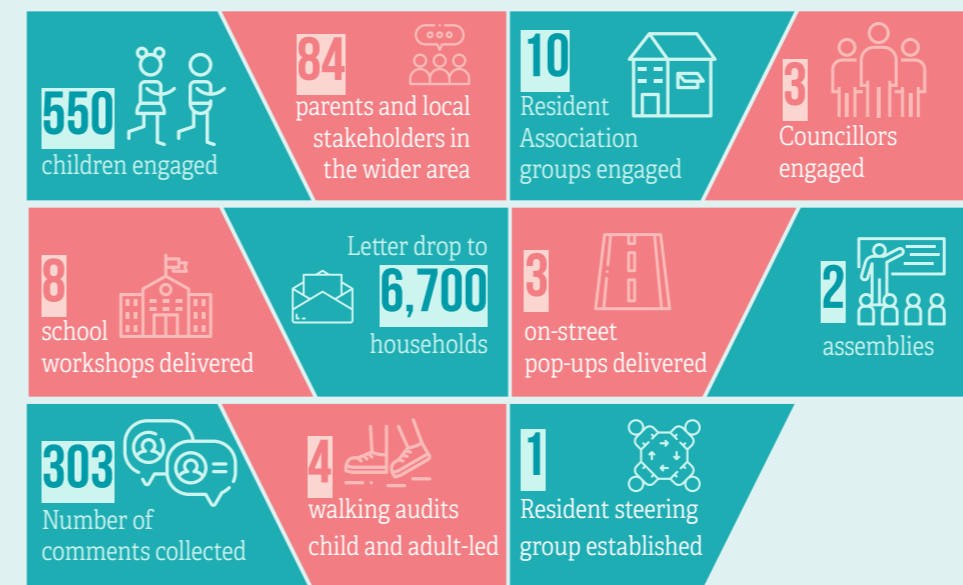 550
children engaged
84
parents and local
stakeholders in
the wider area
10
Resident
Association
groups engaged
3
Councillors
engaged
8
school
workshops delivered
Letter drop to
6,700
households
3
on-street
pop-ups delivered
2
assemblies
303
Number of
comments collected
4
walking audits
child and adult-led
1
Resident steering
group established